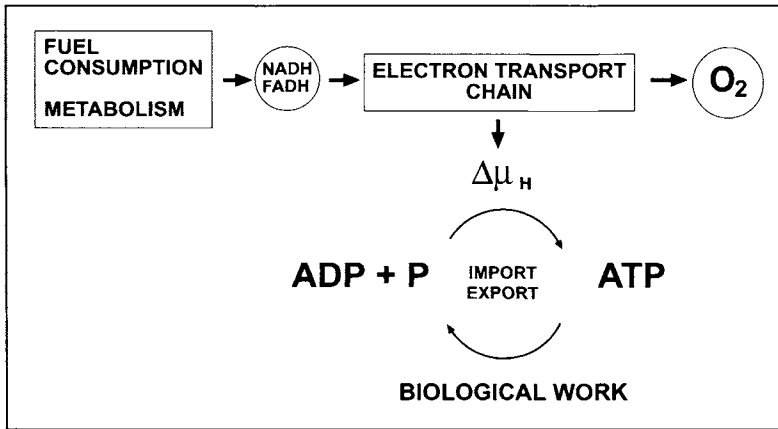 FUEL
CONSUMPTION
METABOLISM
NADH
FADH
ELECTRON TRANSPORT
CHAIN
O₂
Δμ H
ADP + P
IMPORT
EXPORT
ATP
BIOLOGICAL WORK